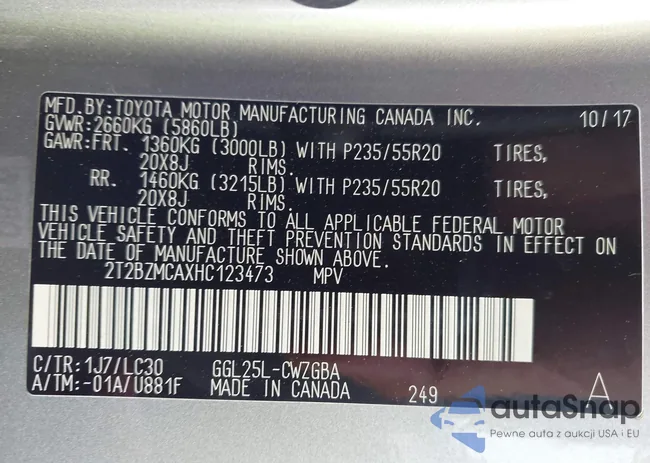 MFD.BY:TOYOTA MOTOR MANUFACTURING CANADA INC. 10/17
GVWR:2660KG (5860LB)
GAWR:FRT. 1360KG (3000LB) WITH P235/55R20 TIRES,
20X8J RIMS.
RR. 1460KG (3215LB) WITH P235/55R20 TIRES,
20X8J RIMS.
THIS VEHICLE CONFORMS TO ALL APPLICABLE FEDERAL MOTOR
VEHICLE SAFETY AND THEFT PREVENTION STANDARDS IN EFFECT ON
THE DATE OF MANUFACTURE SHOWN ABOVE.
2T2BZMCAXHC123473 MPV
C/TR:1J7/LC30 GGL25L-CWZGBA
A/TM:-01A/U881F MADE IN CANADA 249 A
autaSnap
Pewne auta z aukcji USA i EU